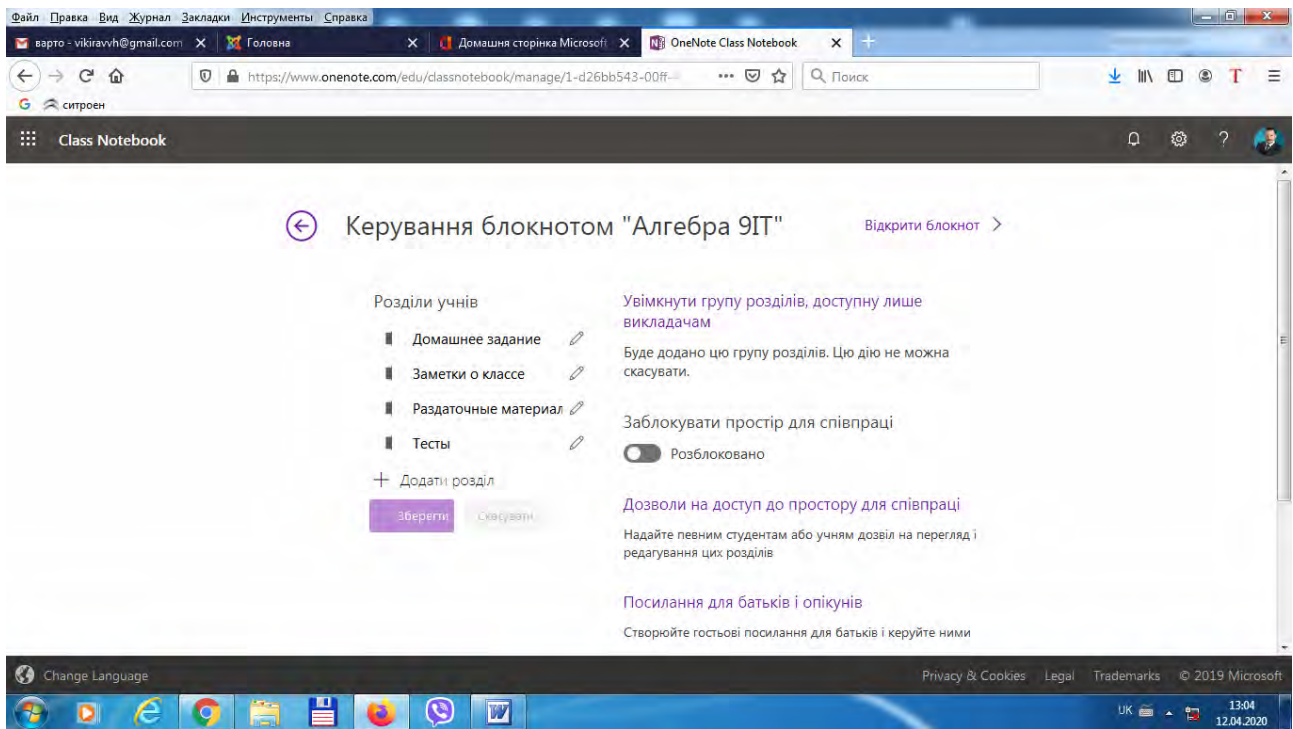 Файл Правка Вид Журнал Закладки Инструменты Справка
варто - vikiravvh@gmail.com
Головна
Домашня сторінка Microsoft
OneNote Class Notebook
https://www.onenote.com/edu/classnotebook/manage/1-d26bb543-00ff-
Поиск
ситроен
Class Notebook
Керування блокнотом "Алгебра 9ІТ"
Відкрити блокнот
Розділи учнів
Домашнее задание
Заметки о классе
Раздаточные материал
Тесты
Додати розділ
Зберегти Скасувати
Увімкнути групу розділів, доступну лише
викладачам
Буде додано цю групу розділів. Цю дію не можна
скасувати.
Заблокувати простір для співпраці
Розблоковано
Дозволи на доступ до простору для співпраці
Надайте певним студентам або учням дозвіл на перегляд і
редагування цих розділів
Посилання для батьків і опікунів
Створюйте гостьові посилання для батьків і керуйте ними
Change Language
Privacy & Cookies Legal Trademarks © 2019 Microsoft
UK
13:04
12.04.2020